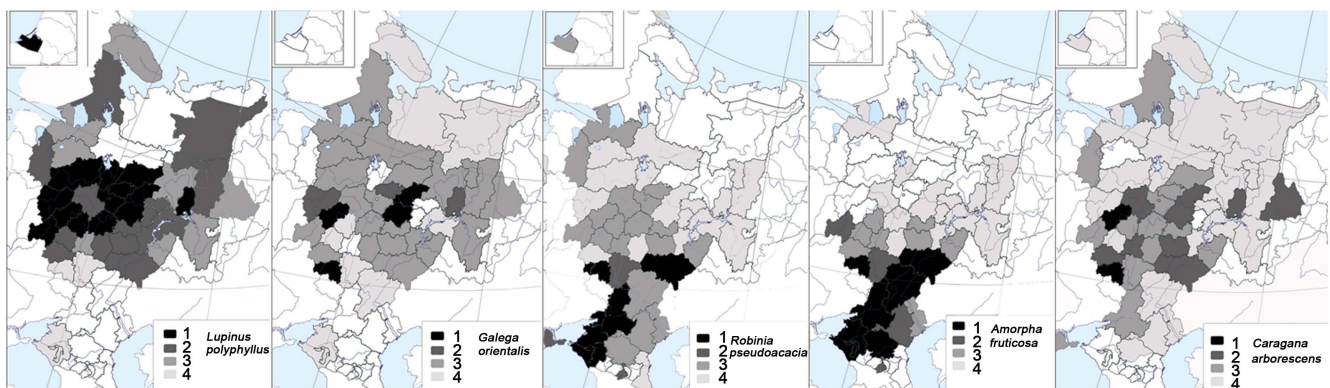 1
2
3
4
Lupinus
polyphyllus
1
2
3
4
Galega
orientalis
1
2
3
4
Robinia
pseudoacacia
1
2
3
4
Amorpha
fruticosa
1
2
3
4
Caragana
arborescens